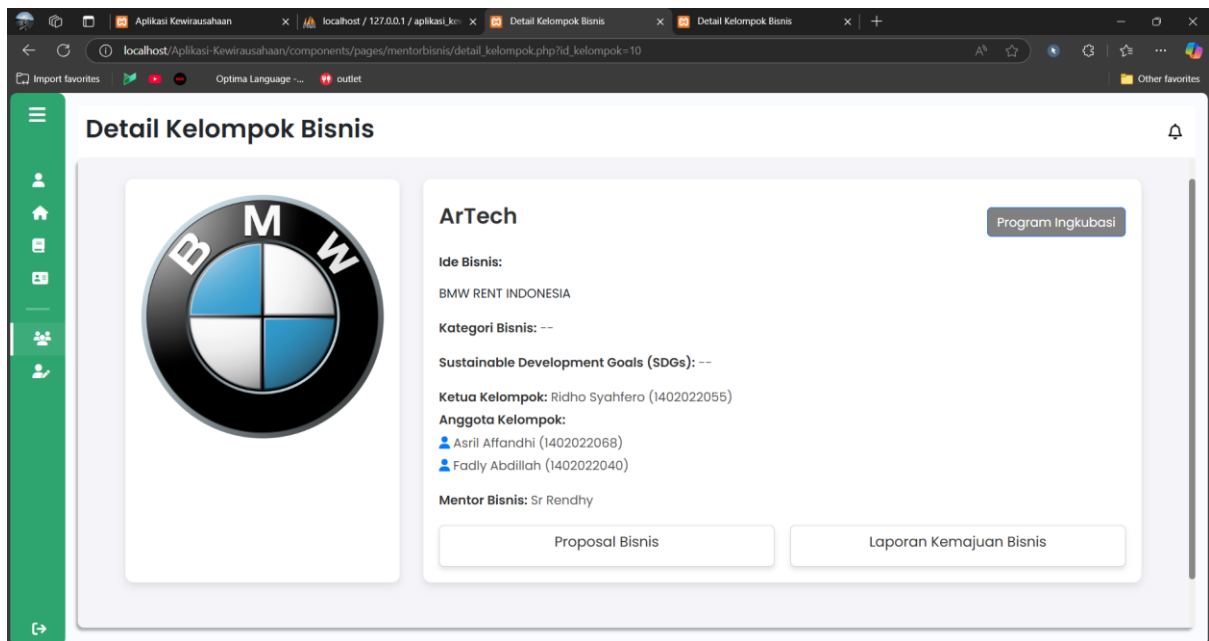 Aplikasi Kewirausahaan
localhost / 127.0.0.1 / aplikasi_kev
Detail Kelompok Bisnis
Detail Kelompok Bisnis
localhost/Aplikasi-Kewirausahaan/components/pages/mentorbisnis/detail_kelompok.php?id_kelompok=10
Import favorites
Optima Language -...
outlet
Other favorites
Detail Kelompok Bisnis
BMW
ArTech
Program Ingkubasi
Ide Bisnis:
BMW RENT INDONESIA
Kategori Bisnis: --
Sustainable Development Goals (SDGs): --
Ketua Kelompok: Ridho Syahfero (1402022055)
Anggota Kelompok:
Asril Affandhi (1402022068)
Fadly Abdillah (1402022040)
Mentor Bisnis: Sr Rendhy
Proposal Bisnis
Laporan Kemajuan Bisnis